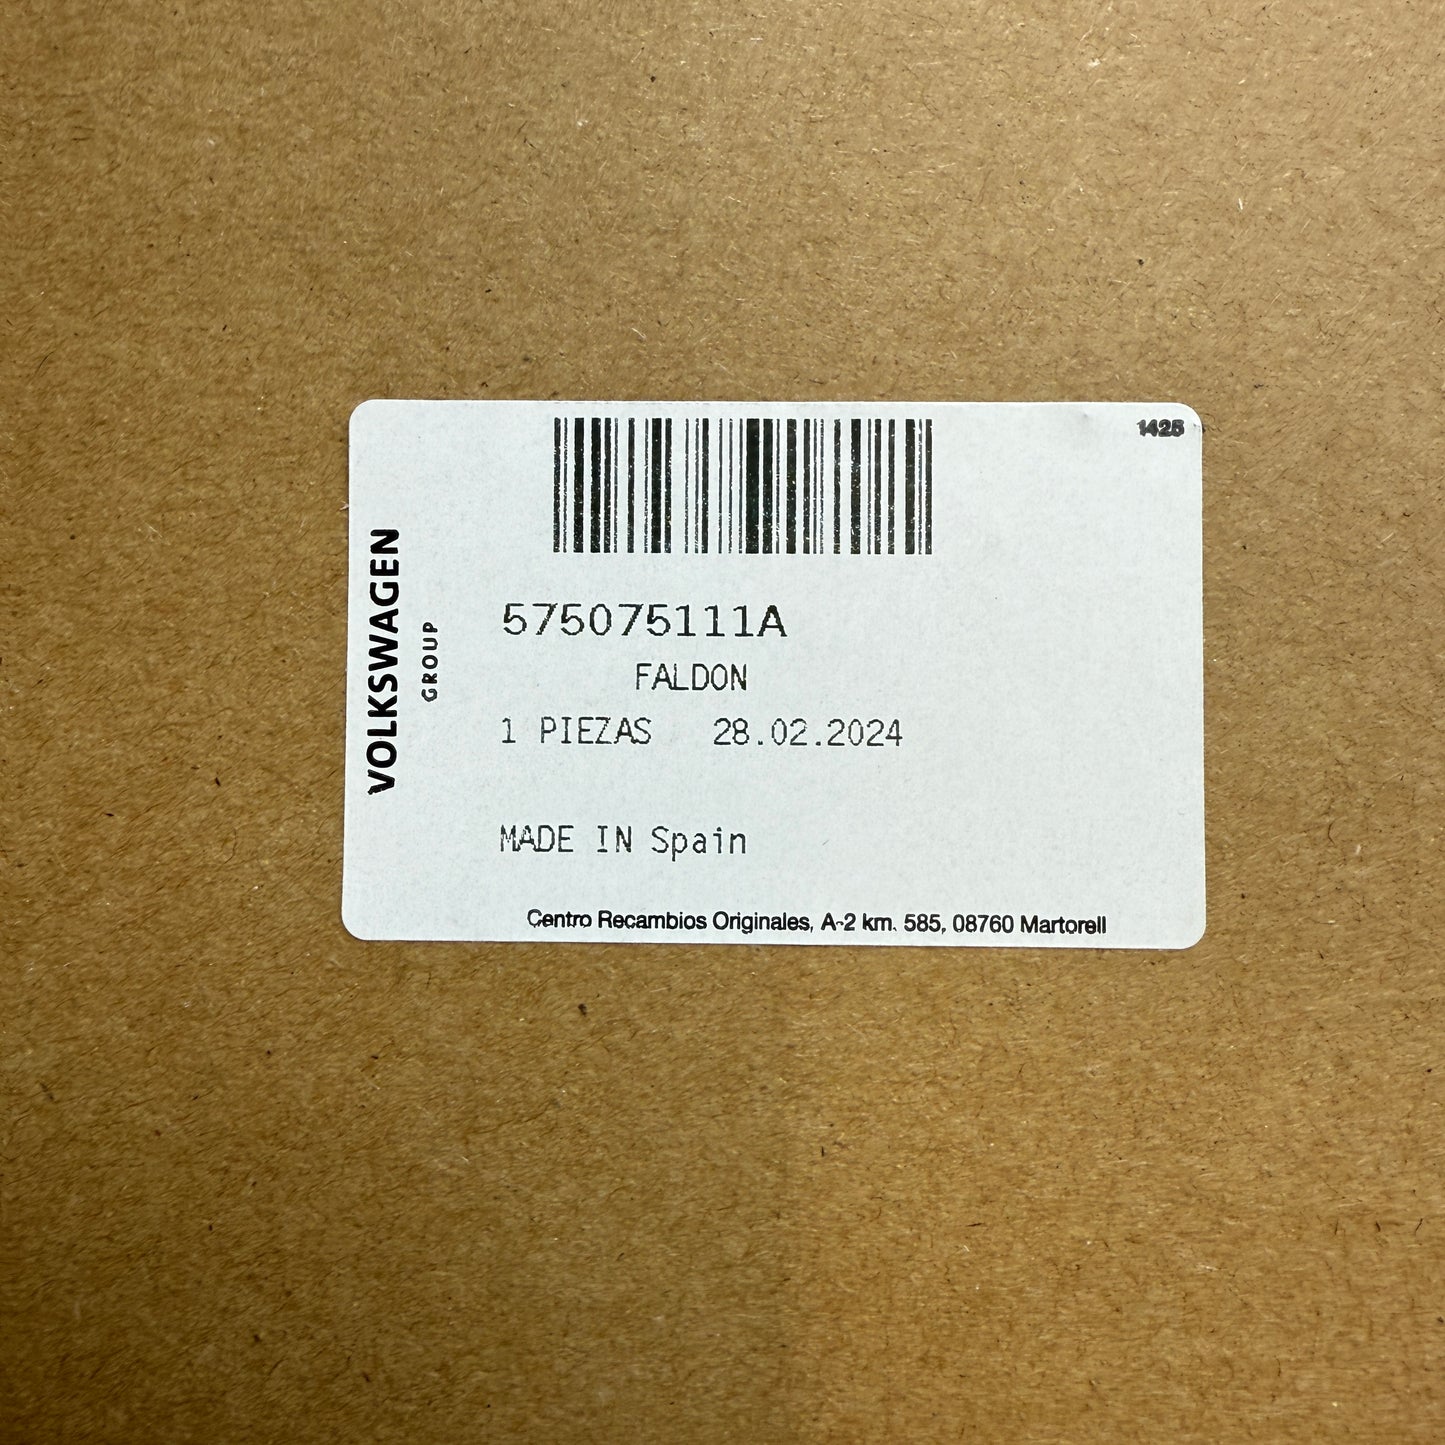 1425
VOLKSWAGEN
GROUP
575075111A
FALDON
1 PIEZAS 28.02.2024
MADE IN Spain
Centro Recambios Originales, A-2 km. 585, 08760 Martorell